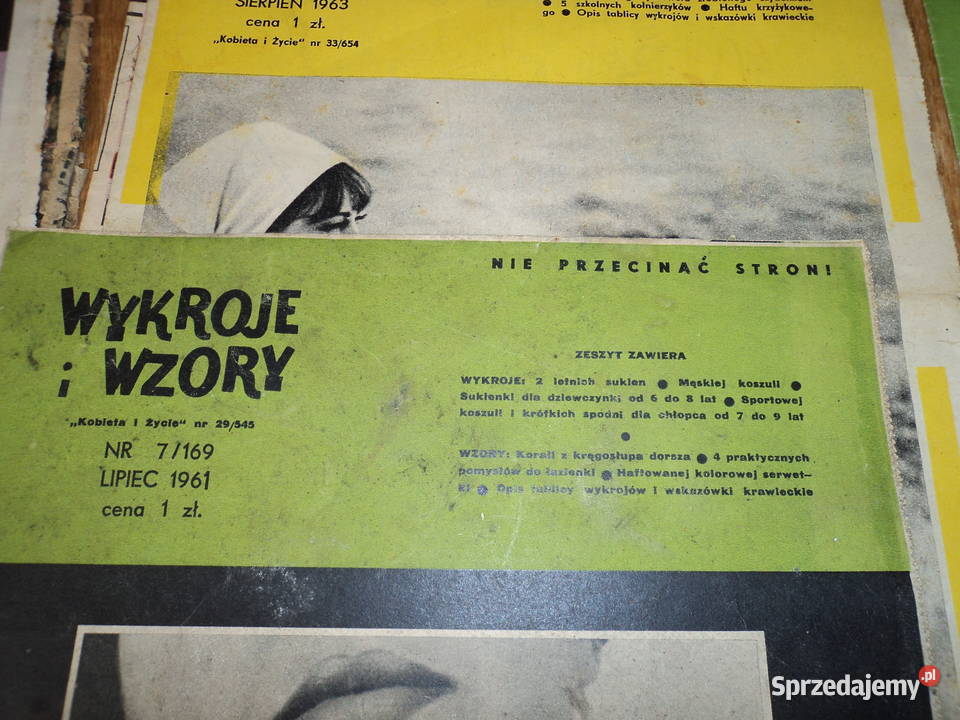 SIERPIEŃ 1963
cena 1 zł.
„Kobieta i Życie" nr 33/654
5 szkolnych kołnierzyków ● Haftu krzyżykowe-
go ● Opis tablicy wykrojów i wskazówki krawieckie
NIE PRZECINAĆ STRON!
WYKROJE
i WZORY
„Kobieta i Życie" nr 29/545
NR 7/169
LIPIEC 1961
cena 1 zł.
ZESZYT ZAWIERA
WYKROJE: 2 letnich sukien ● Męskiej koszuli ●
Sukienki dla dziewczynki od 6 do 8 lat ● Sportowej
koszuli i krótkich spodni dla chłopca od 7 do 9 lat
●
WZORY: Korali z kręgosłupa dorsza ● 4 praktycznych
pomysłów do łazienki ● Haftowanej kolorowej serwet-
ki ● Opis tablicy wykrojów i wskazówki krawieckie
Sprzedajemy.pl